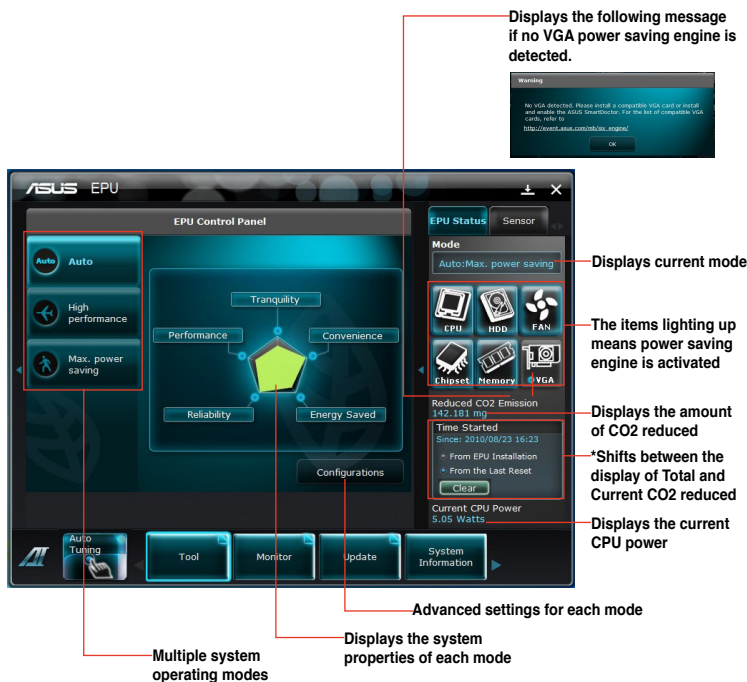 Displays the following message
if no VGA power saving engine is
detected.
Warning
No VGA detected. Please install a compatible VGA card or install
and enable the ASUS SmartDoctor. For the list of compatible VGA
cards, refer to
http://event.asus.com/mb/six_engine/
OK
ASUS EPU
EPU Control Panel
EPU Status
Sensor
Auto
Auto
High
performance
Max. power
saving
Tranquility
Performance
Convenience
Reliability
Energy Saved
Configurations
Mode
Auto:Max. power saving
CPU
HDD
FAN
Chipset
Memory
VGA
Reduced CO2 Emission
142.181 mg
Time Started
Since: 2010/08/23 16:23
From EPU Installation
From the Last Reset
Clear
Current CPU Power
5.05 Watts
Displays current mode
The items lighting up
means power saving
engine is activated
Displays the amount
of CO2 reduced
*Shifts between the
display of Total and
Current CO2 reduced
Displays the current
CPU power
AI
Auto
Tuning
Tool
Monitor
Update
System
Information
Advanced settings for each mode
Displays the system
properties of each mode
Multiple system
operating modes